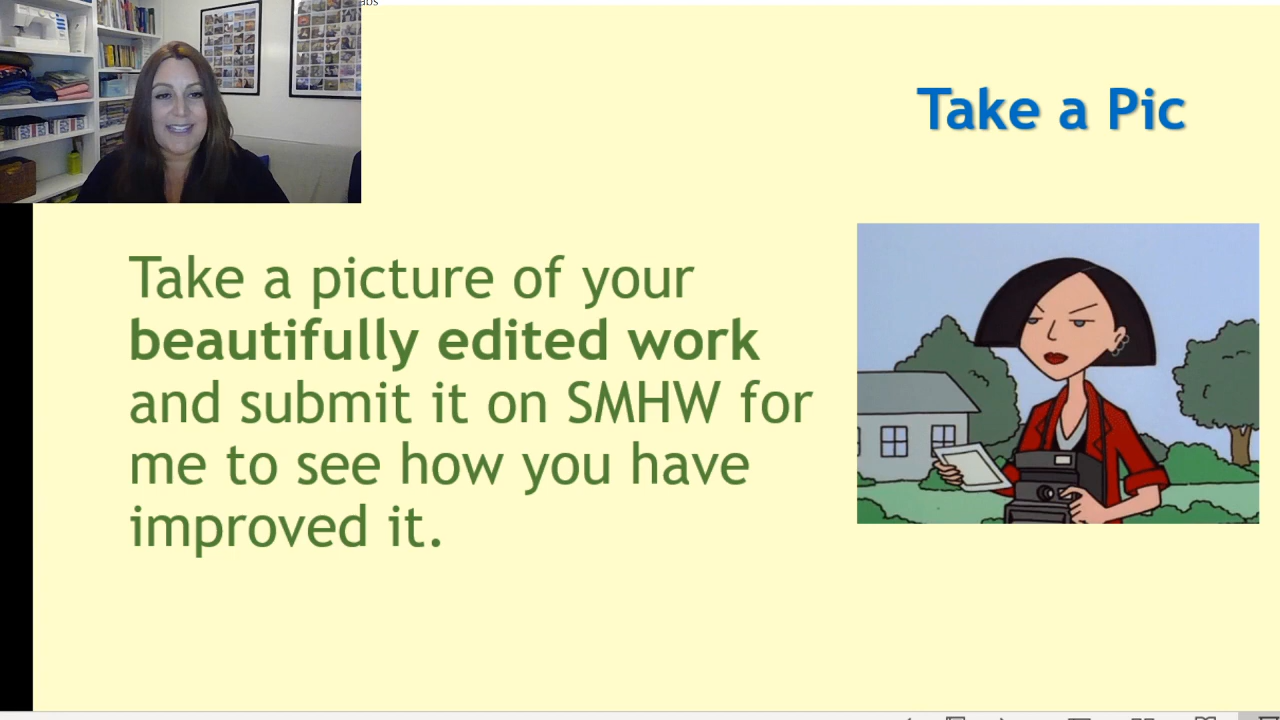 abs
Take a Pic
Take a picture of your
beautifully edited work
and submit it on SMHW for
me to see how you have
improved it.